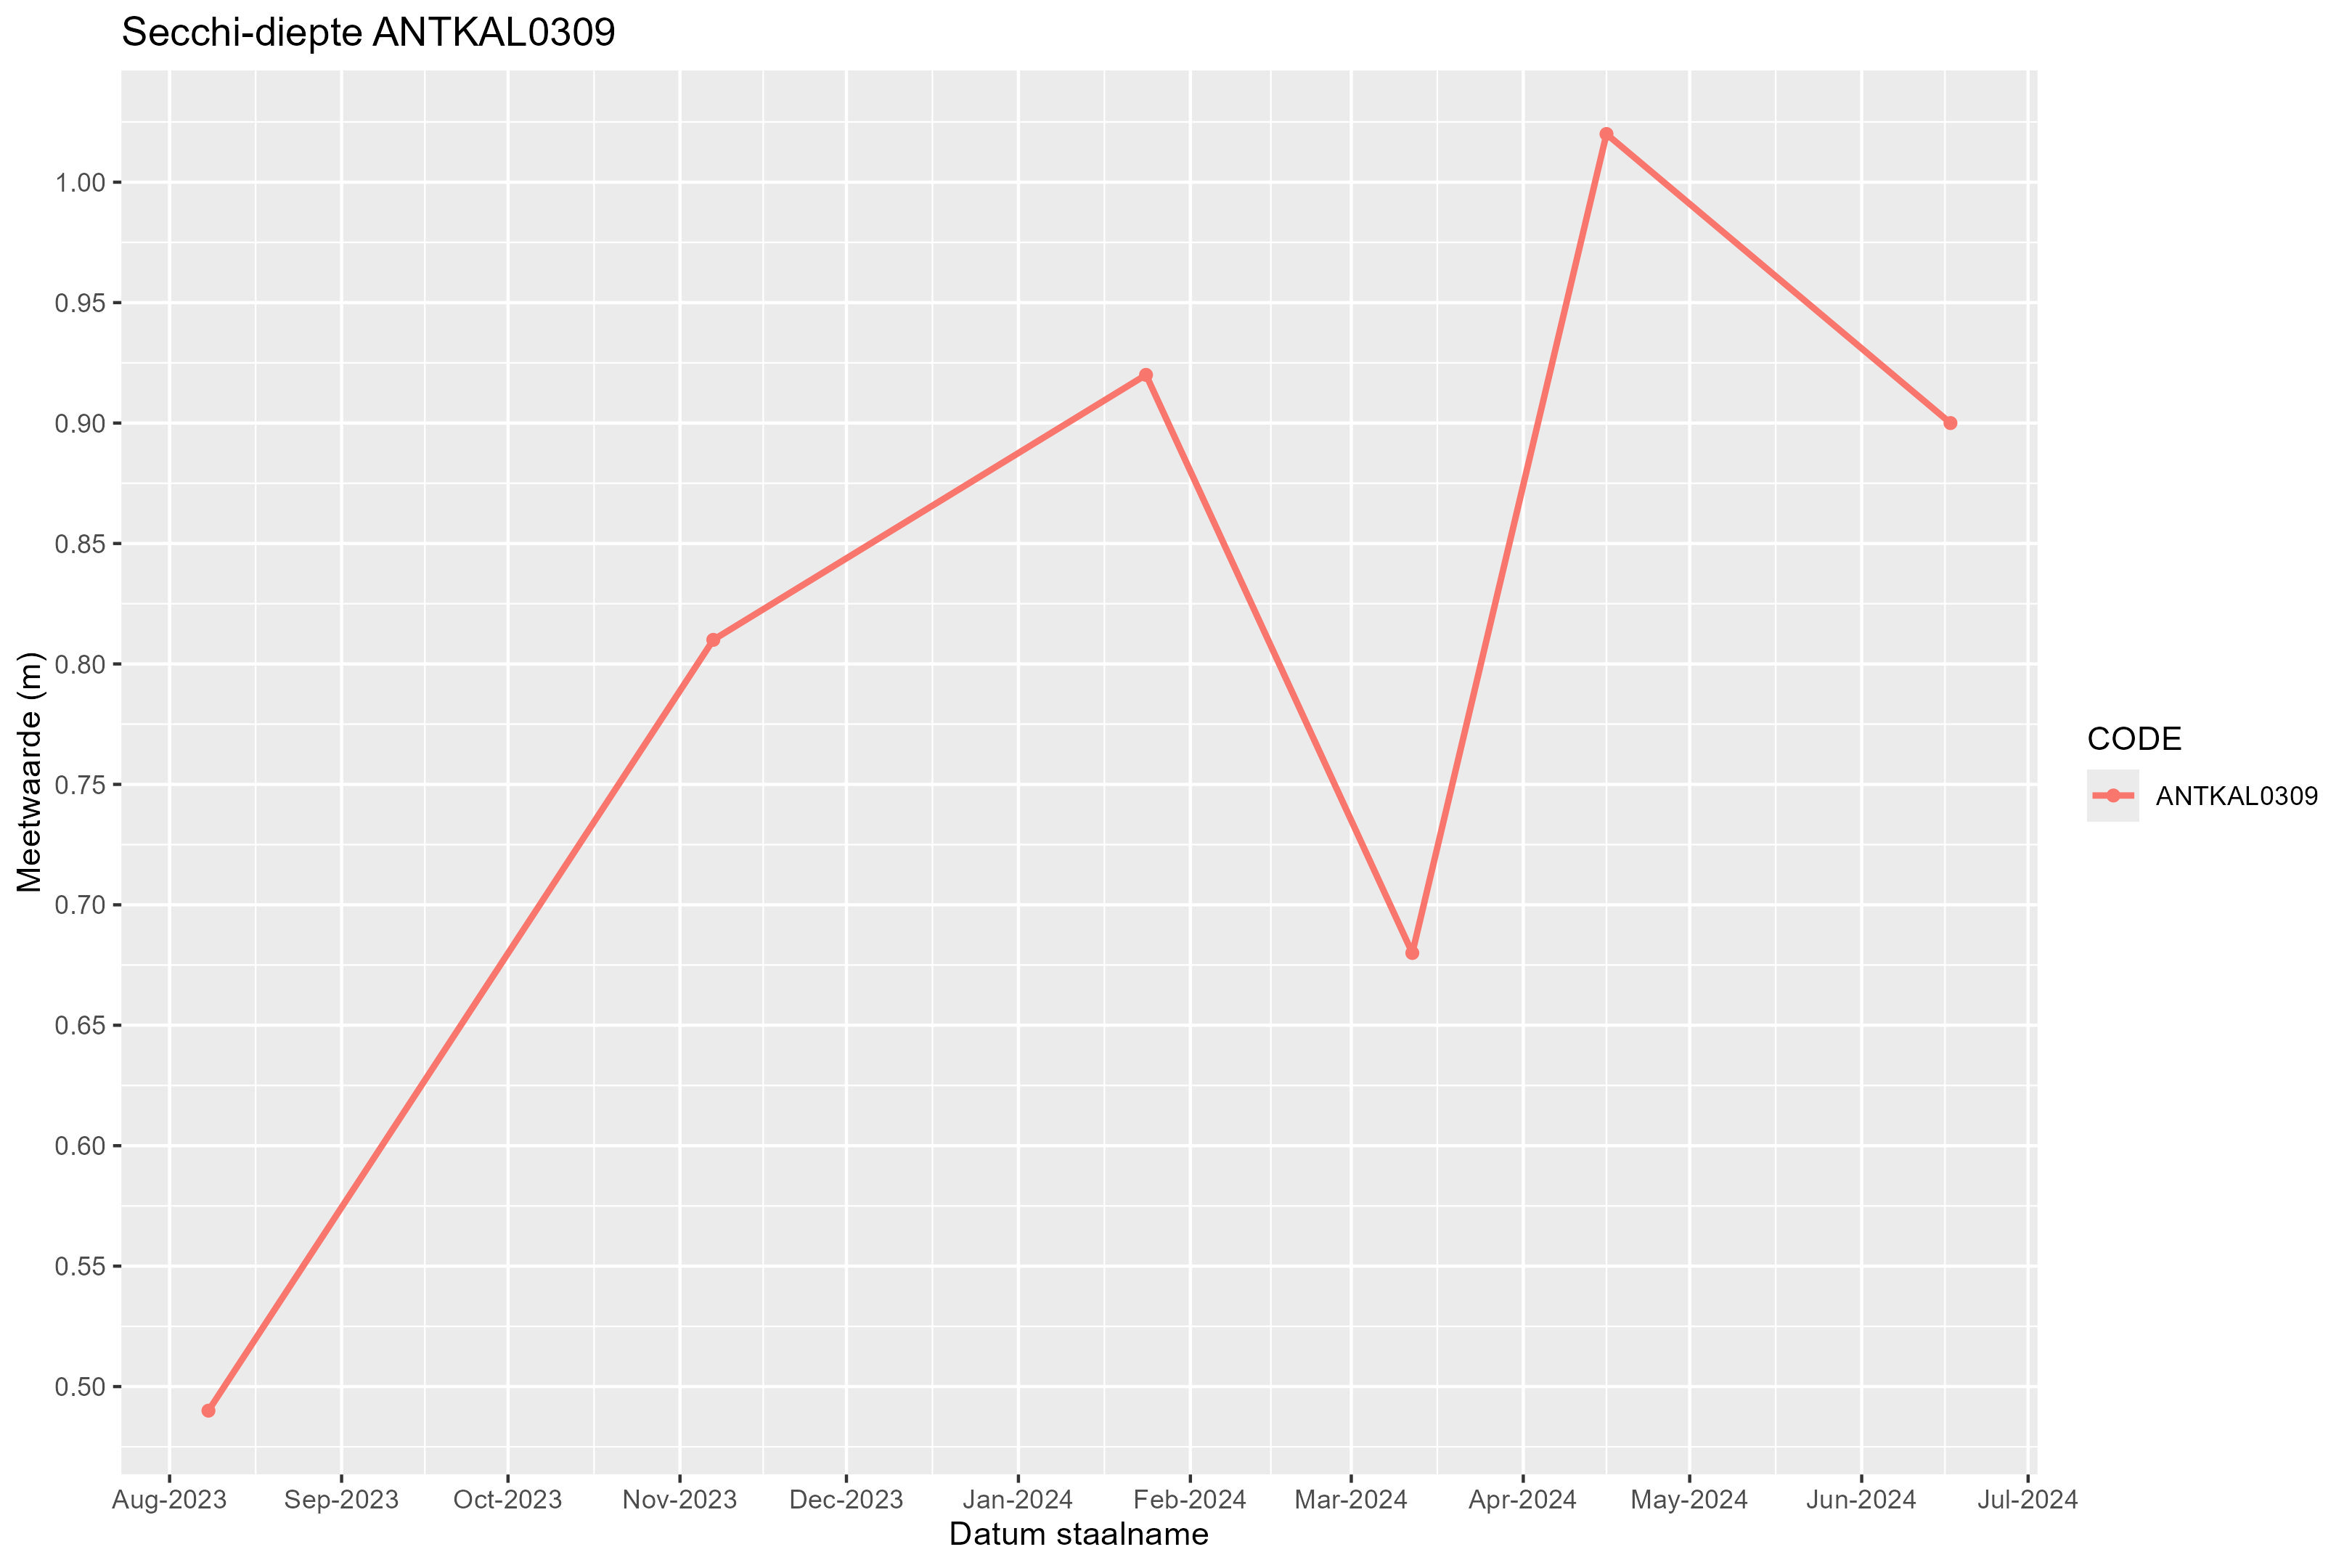 Secchi-diepte ANTKAL0309
Meetwaarde (m)
1.00
0.95
0.90
0.85
0.80
0.75
0.70
0.65
0.60
0.55
0.50
Aug-2023 Sep-2023 Oct-2023 Nov-2023 Dec-2023 Jan-2024 Feb-2024 Mar-2024 Apr-2024 May-2024 Jun-2024 Jul-2024
Datum staalname
CODE
ANTKAL0309